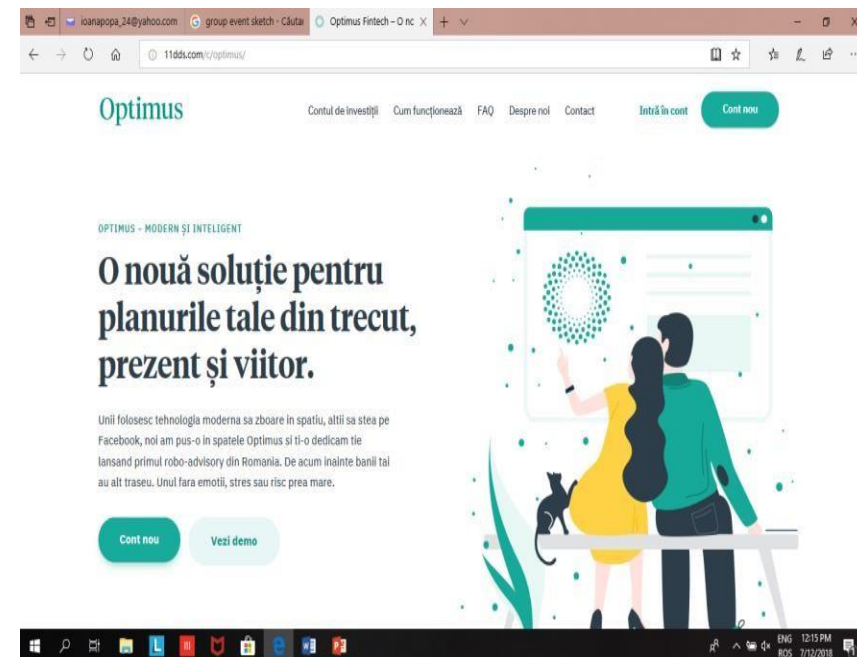 ioanapopa_24@yahoo.com
group event sketch - Căuta
Optimus Fintech – O no
11dds.com/c/optimus/
Optimus
Contul de investiții
Cum funcționează
FAQ
Despre noi
Contact
Intră în cont
Cont nou
OPTIMUS – MODERN ȘI INTELIGENT
O nouă soluție pentru
planurile tale din trecut,
prezent și viitor.
Unii folosesc tehnologia moderna sa zboare in spatiu, altii sa stea pe
Facebook, noi am pus-o in spatele Optimus si ti-o dedicam tie
lansand primul robo-advisory din Romania. De acum inainte banii tai
au alt traseu. Unul fara emotii, stres sau risc prea mare.
Cont nou
Vezi demo
ENG 12:15 PM
ROS 7/12/2018